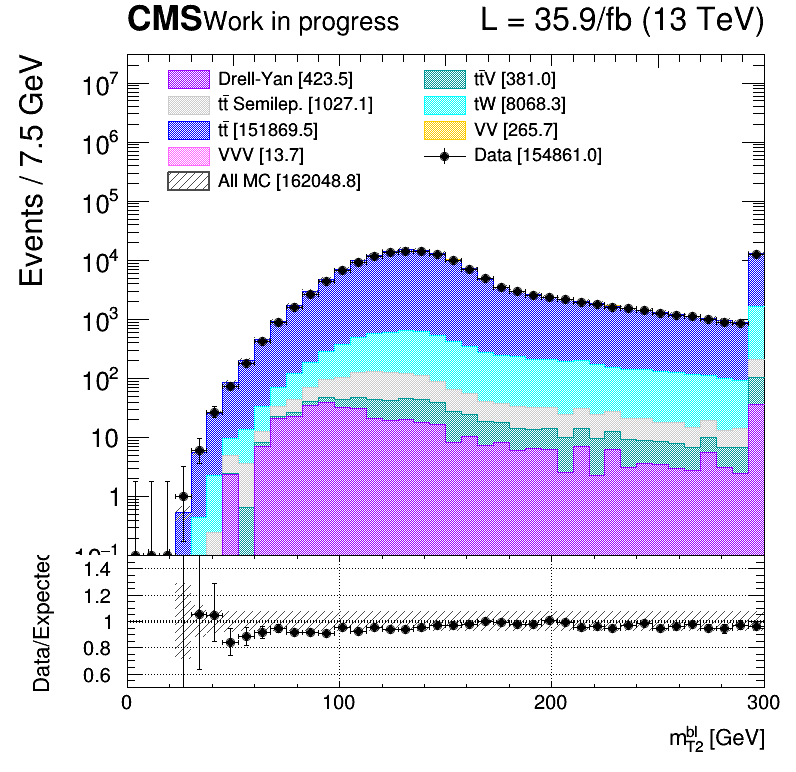 CMS Work in progress L = 35.9/fb (13 TeV)
Events / 7.5 GeV
10⁷
10⁶
10⁵
10⁴
10³
10²
10
1
10⁻¹
Drell-Yan [423.5]
tt̄ Semilep. [1027.1]
tt̄ [151869.5]
VVV [13.7]
All MC [162048.8]
tt̄V [381.0]
tW [8068.3]
VV [265.7]
Data [154861.0]
Data/Expected
1.4
1.2
1
0.8
0.6
0 100 200 300
m_{T2}^{bl} [GeV]